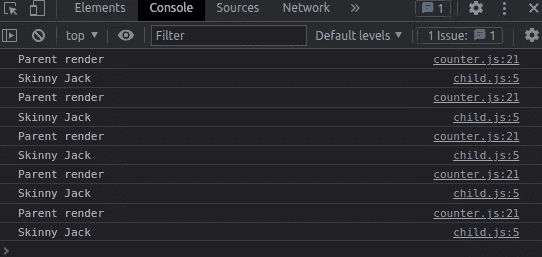 Elements Console Sources Network » 1
top ▼ Filter Default levels ▼ 1 Issue: 1
Parent render counter.js:21
Skinny Jack child.js:5
Parent render counter.js:21
Skinny Jack child.js:5
Parent render counter.js:21
Skinny Jack child.js:5
Parent render counter.js:21
Skinny Jack child.js:5
Parent render counter.js:21
Skinny Jack child.js:5